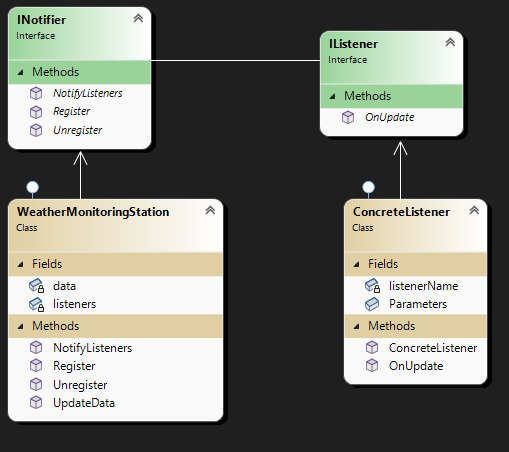 INotifier
Interface
Methods
NotifyListeners
Register
Unregister
IListener
Interface
Methods
OnUpdate
WeatherMonitoringStation
Class
Fields
data
listeners
Methods
NotifyListeners
Register
Unregister
UpdateData
ConcreteListener
Class
Fields
listenerName
Parameters
Methods
ConcreteListener
OnUpdate